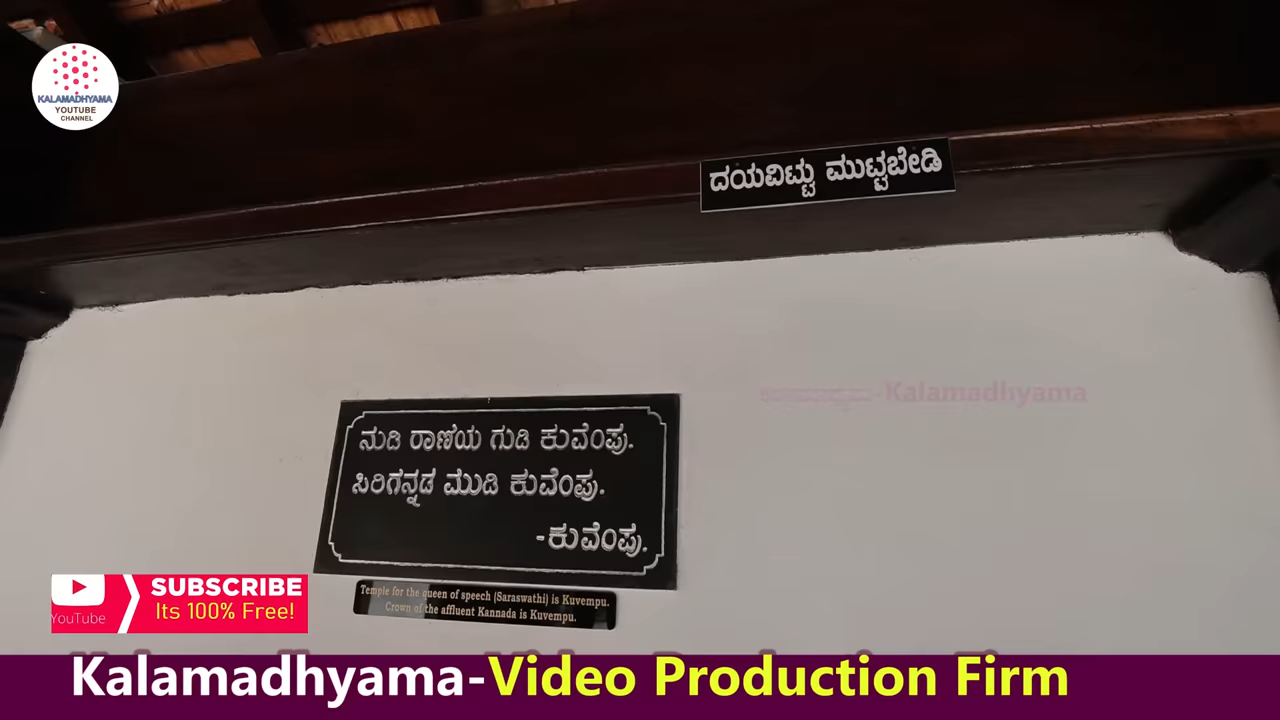 KALAMADHYAMA
YOUTUBE
CHANNEL
ದಯವಿಟ್ಟು ಮುಟ್ಟಬೇಡಿ
-Kalamadhyama
ನುಡಿ ರಾಣಿಯ ಗುಡಿ ಕುವೆಂಪು.
ಸಿರಿಗನ್ನಡ ಮುಡಿ ಕುವೆಂಪು.
-ಕುವೆಂಪು.
Temple for the queen of speech (Saraswathi) is Kuvempu.
Crown of the affluent Kannada is Kuvempu.
YouTube
SUBSCRIBE
Its 100% Free!
Kalamadhyama-Video Production Firm